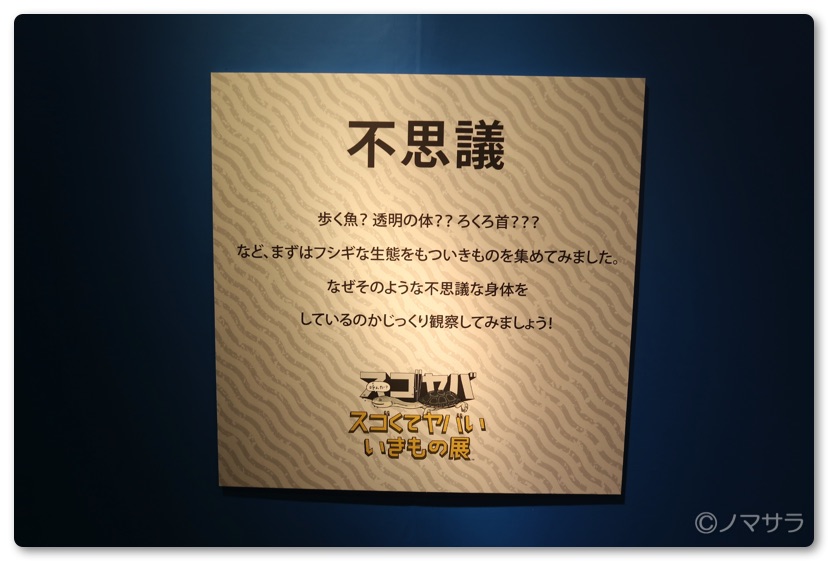 不思議
歩く魚？ 透明の体？？ ろくろ首？？？
など、まずはフシギな生態をもついきものを集めてみました。
なぜそのような不思議な身体を
しているのかじっくり観察してみましょう！
スゴヤバ
スゴくてヤバい
いきもの展
©ノマサラ